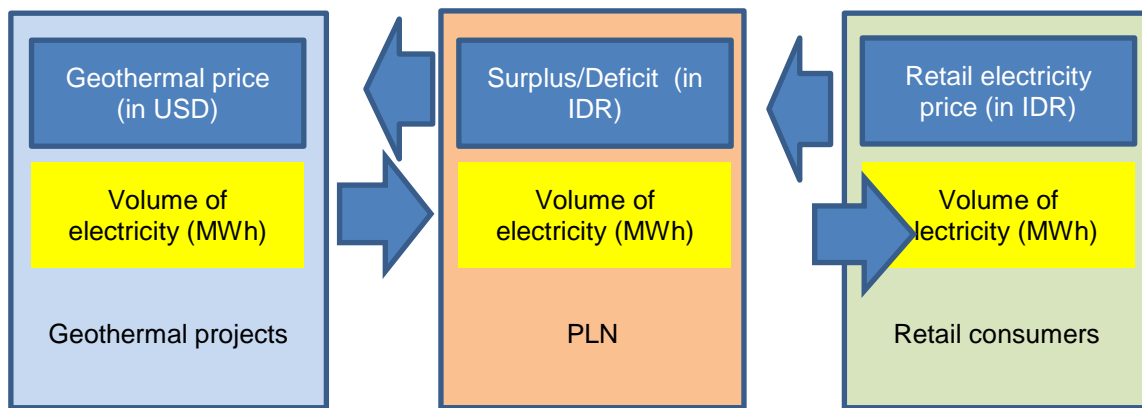 Geothermal price
(in USD)
Volume of
electricity (MWh)
Geothermal projects
Surplus/Deficit (in
IDR)
Volume of
electricity (MWh)
PLN
Retail electricity
price (in IDR)
Volume of
lectricity (MWh)
Retail consumers